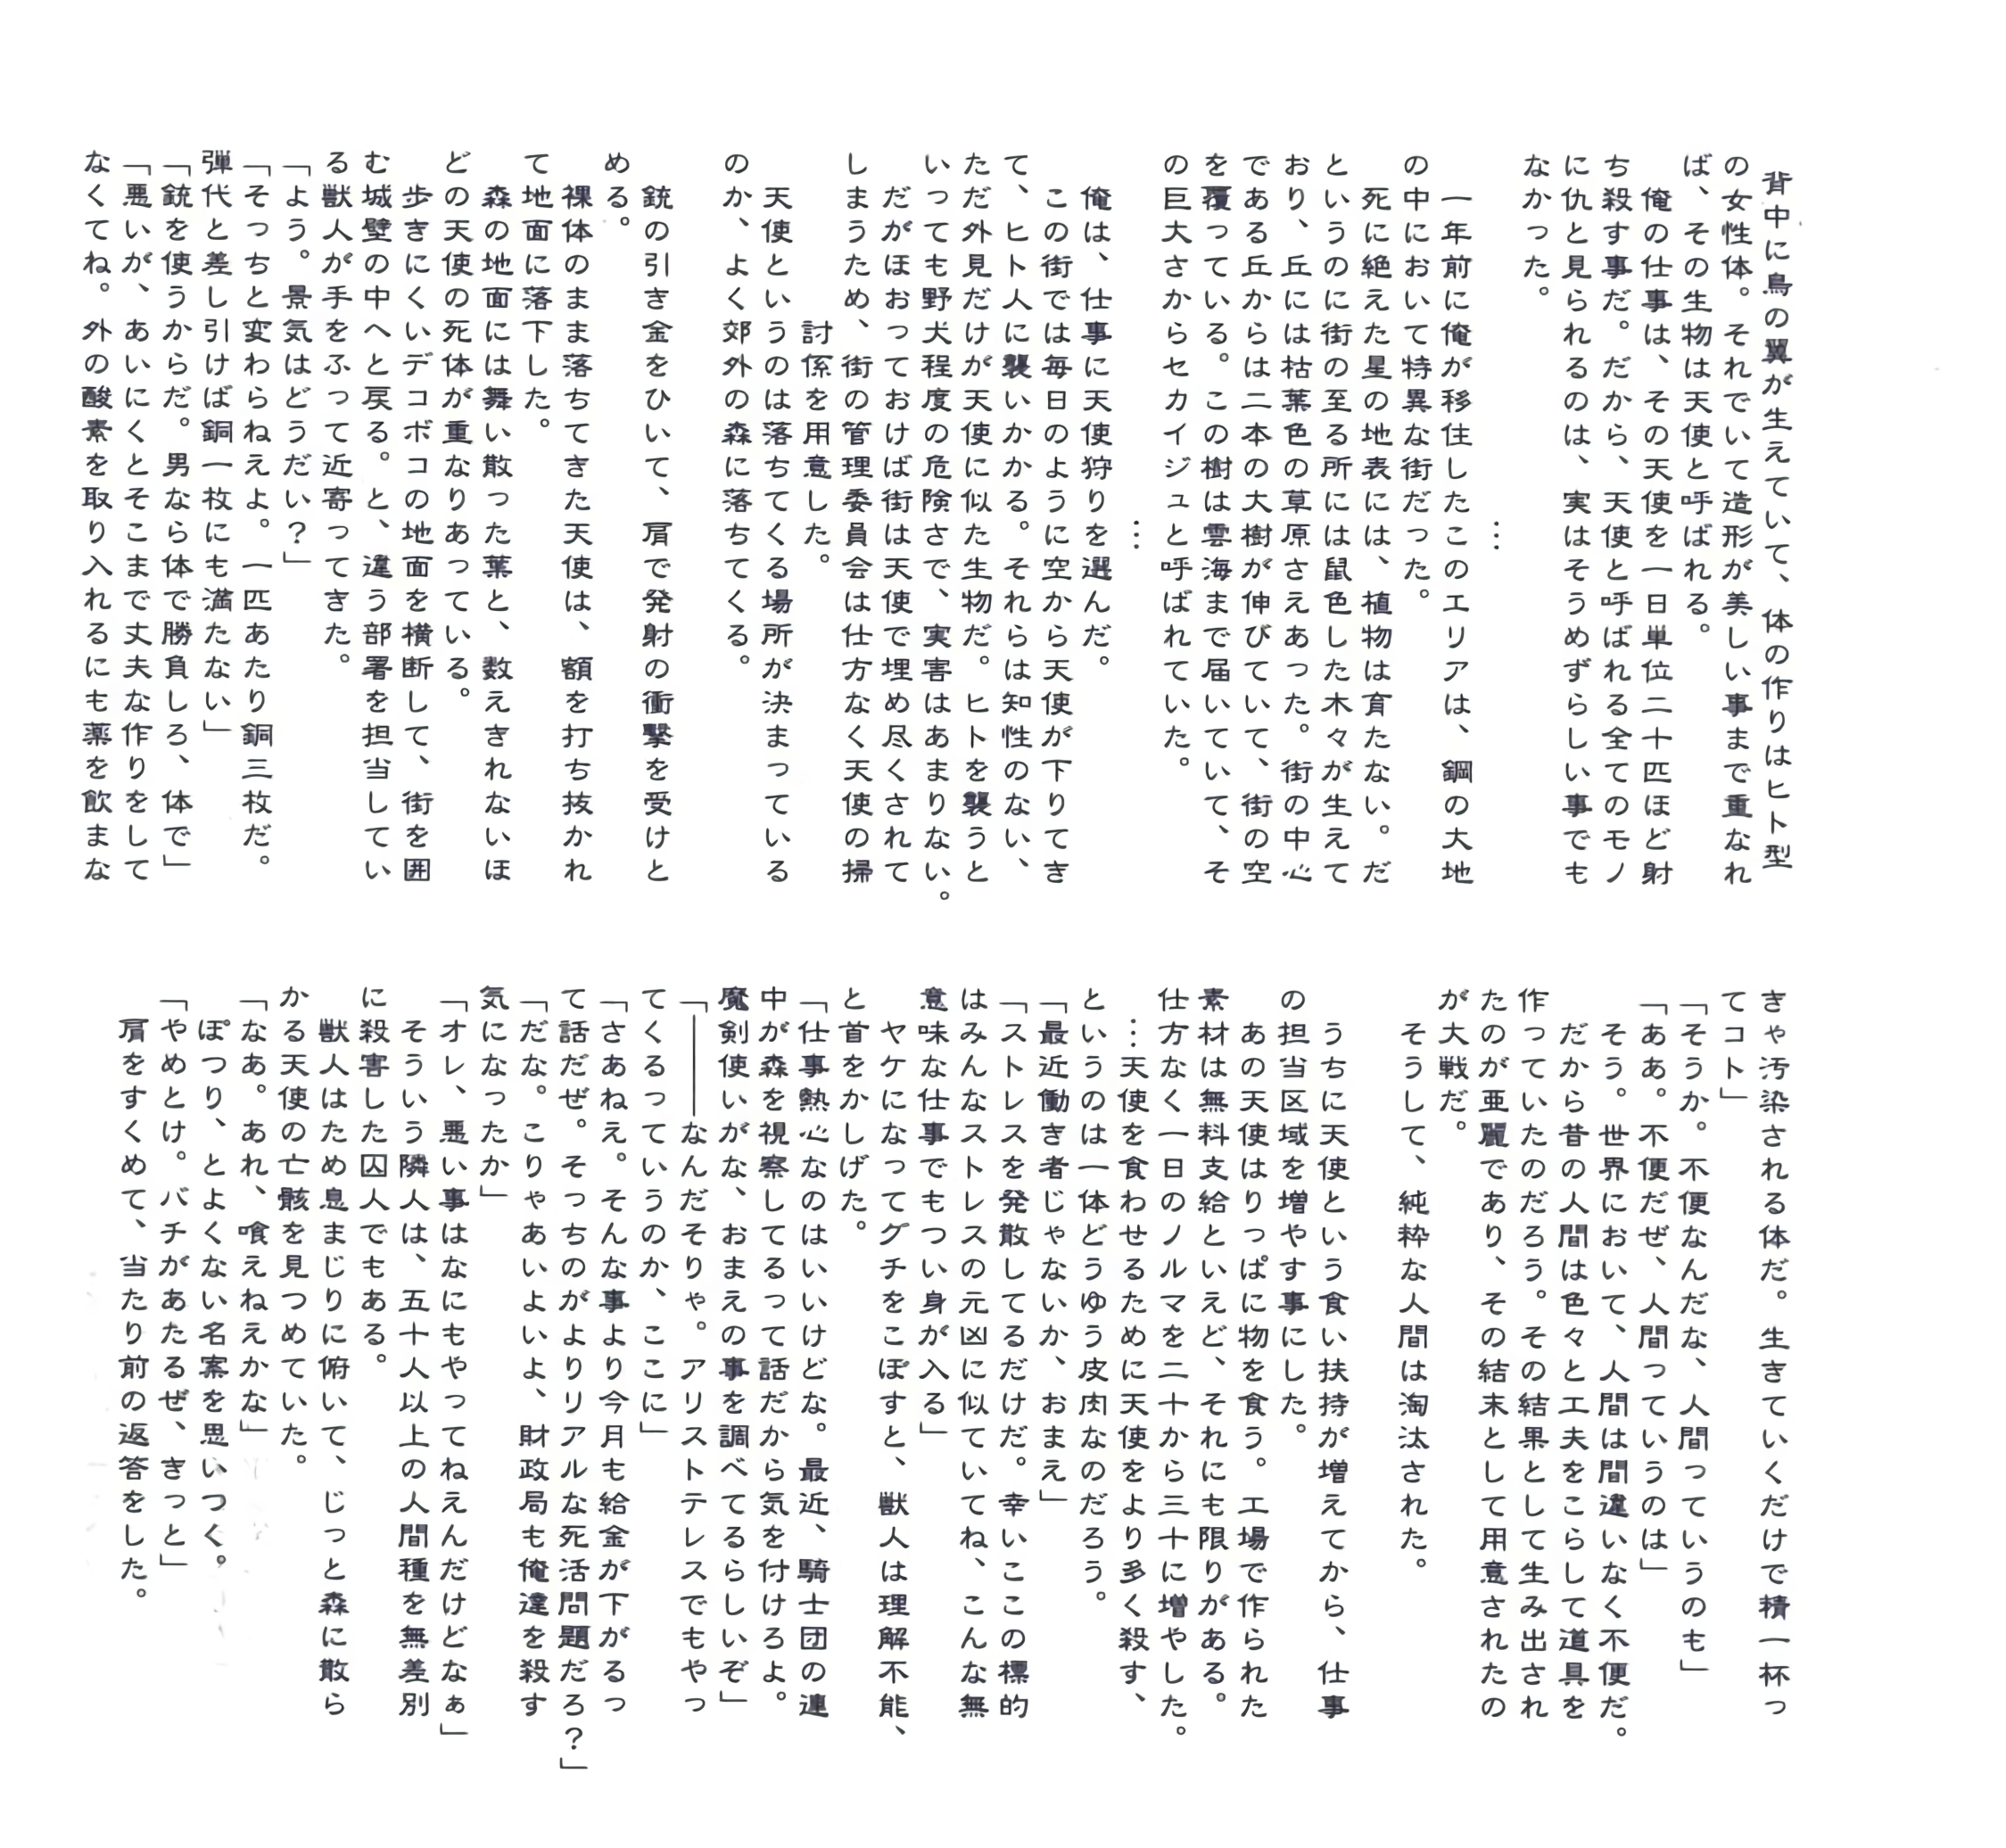 背中に鳥の翼が生えていて、体の作りはヒト型
の女性体。それでいて造形が美しい事まで重なれ
ば、その生物は天使と呼ばれる。
俺の仕事は、その天使を一日単位二十匹ほど射
ち殺す事だ。だから、天使と呼ばれる全てのモノ
に仇と見られるのは、実はそうめずらしい事でも
なかった。
…
一年前に俺が移住したこのエリアは、鋼の大地
の中において特異な街だった。
死に絶えた星の地表には、植物は育たない。だ
というのに街の至る所には鼠色した木々が生えて
おり、丘には枯葉色の草原さえあった。街の中心
である丘からは二本の大樹が伸びていて、街の空
を覆っている。この樹は雲海まで届いていて、そ
の巨大さからセカイジュと呼ばれていた。
…
俺は、仕事に天使狩りを選んだ。
この街では毎日のように空から天使が下りてき
て、ヒト人に襲いかかる。それらは知性のない、
ただ外見だけが天使に似た生物だ。ヒトを襲うと
いっても野犬程度の危険さで、実害はあまりない。
だがほおっておけば街は天使で埋め尽くされて
しまうため、街の管理委員会は仕方なく天使の掃
討係を用意した。
天使というのは落ちてくる場所が決まっている
のか、よく郊外の森に落ちてくる。
銃の引き金をひいて、肩で発射の衝撃を受けと
める。
裸体のまま落ちてきた天使は、額を打ち抜かれ
て地面に落下した。
森の地面には舞い散った葉と、数えきれないほ
どの天使の死体が重なりあっている。
歩きにくいデコボコの地面を横断して、街を囲
む城壁の中へと戻る。と、違う部署を担当してい
る獣人が手をふって近寄ってきた。
「よう。景気はどうだい？」
「そっちと変わらねえよ。一匹あたり銅三枚だ。
弾代と差し引けば銅一枚にも満たない」
「銃を使うからだ。男なら体で勝負しろ、体で」
「悪いが、あいにくとそこまで丈夫な作りをして
なくてね。外の酸素を取り入れるにも薬を飲まな
きゃ汚染される体だ。生きていくだけで精一杯っ
てコト」
「そうか。不便なんだな、人間っていうのも」
「ああ。不便だぜ、人間っていうのは」
そう。世界において、人間は間違いなく不便だ。
だから昔の人間は色々と工夫をこらして道具を
作っていたのだろう。その結果として生み出され
たのが亜麗であり、その結末として用意されたの
が大戦だ。
そうして、純粋な人間は淘汰された。
うちに天使という食い扶持が増えてから、仕事
の担当区域を増やす事にした。
あの天使はりっぱに物を食う。工場で作られた
素材は無料支給といえど、それにも限りがある。
仕方なく一日のノルマを二十から三十に増やした。
…天使を食わせるために天使をより多く殺す、
というのは一体どうゆう皮肉なのだろう。
「最近働き者じゃないか、おまえ」
「ストレスを発散してるだけだ。幸いここの標的
はみんなストレスの元凶に似ていてね、こんな無
意味な仕事でもつい身が入る」
ヤケになってグチをこぼすと、獣人は理解不能、
と首をかしげた。
「仕事熱心なのはいいけどな。最近、騎士団の連
中が森を視察してるって話だから気を付けろよ。
魔剣使いがな、おまえの事を調べてるらしいぞ」
「―――なんだそりゃ。アリストテレスでもやっ
てくるっていうのか、ここに」
「さあねえ。そんな事より今月も給金が下がるっ
て話だぜ。そっちのがよりリアルな死活問題だろ？」
「だな。こりゃあいよいよ、財政局も俺達を殺す
気になったか」
「オレ、悪い事はなにもやってねえんだけどなぁ」
そういう隣人は、五十人以上の人間種を無差別
に殺害した囚人でもある。
獣人はため息まじりに俯いて、じっと森に散ら
かる天使の亡骸を見つめていた。
「なあ。あれ、喰えねえかな」
ぽつり、とよくない名案を思いつく。
「やめとけ。バチがあたるぜ、きっと」
肩をすくめて、当たり前の返答をした。